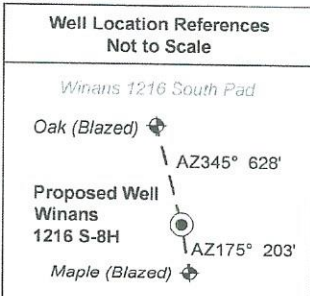 Well Location References
Not to Scale
Winans 1216 South Pad
Oak (Blazed)
AZ345° 628'
Proposed Well
Winans
1216 S-8H
AZ175° 203'
Maple (Blazed)